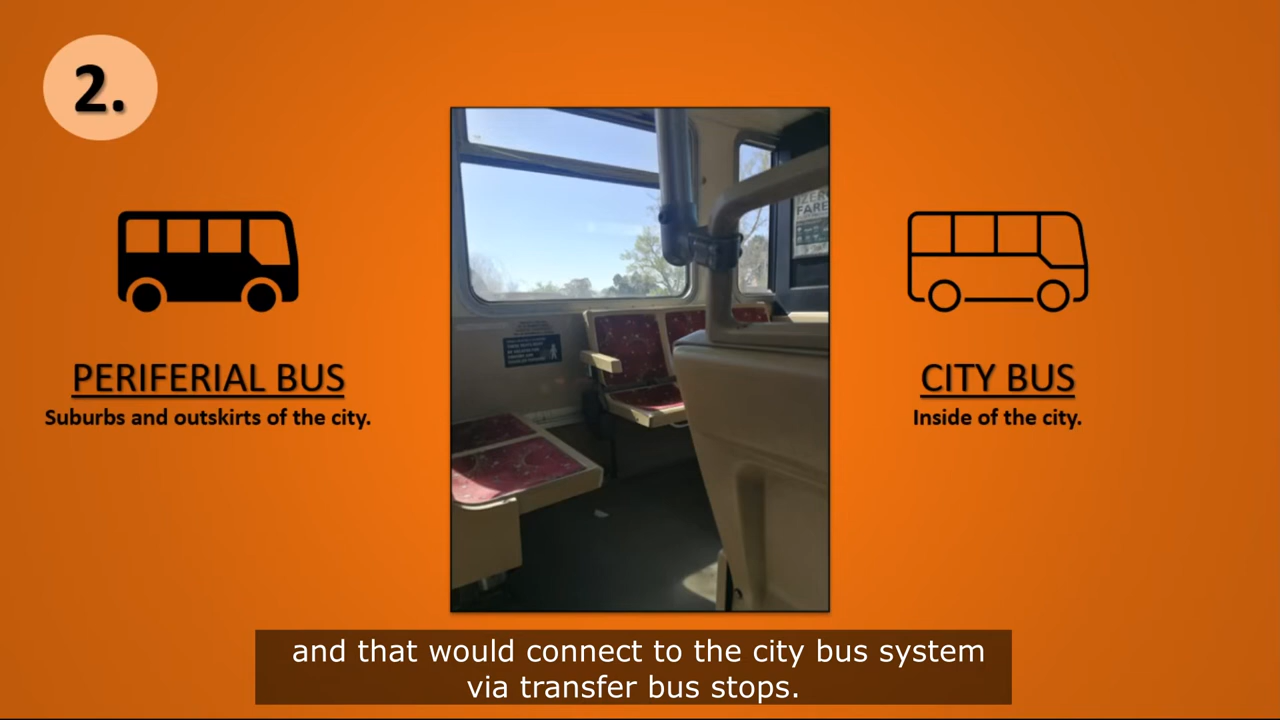 2.
PERIFERIAL BUS
Suburbs and outskirts of the city.
FARE
CITY BUS
Inside of the city.
and that would connect to the city bus system
via transfer bus stops.